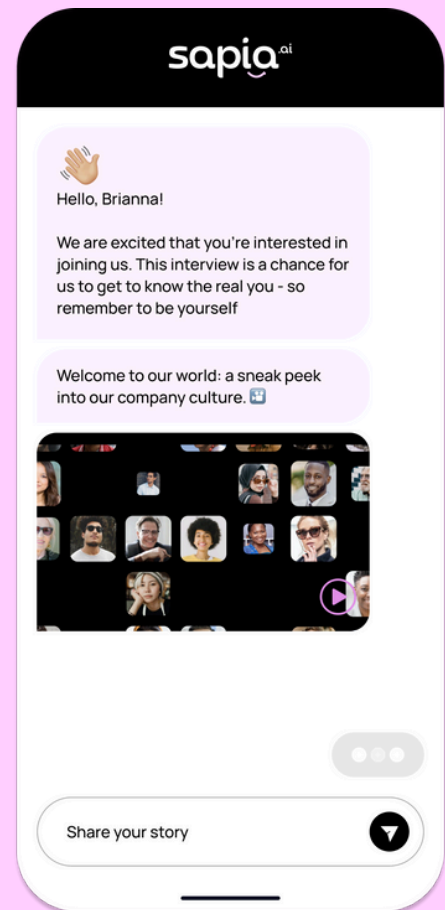 sapia.ai
Hello, Brianna!
We are excited that you're interested in
joining us. This interview is a chance for
us to get to know the real you - so
remember to be yourself
Welcome to our world: a sneak peek
into our company culture.
Share your story